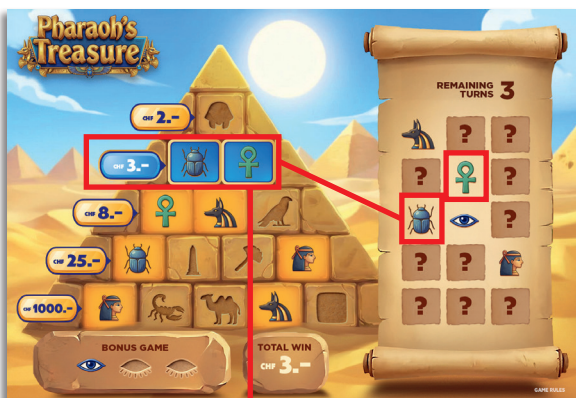 Pharaoh's
Treasure
CHF 2.-
CHF 3.-
CHF 8.-
CHF 25.-
CHF 1000.-
BONUS GAME
TOTAL WIN
CHF 3.-
REMAINING
TURNS 3
? ?
? ?
?
? ?
? ? ?
GAME RULES